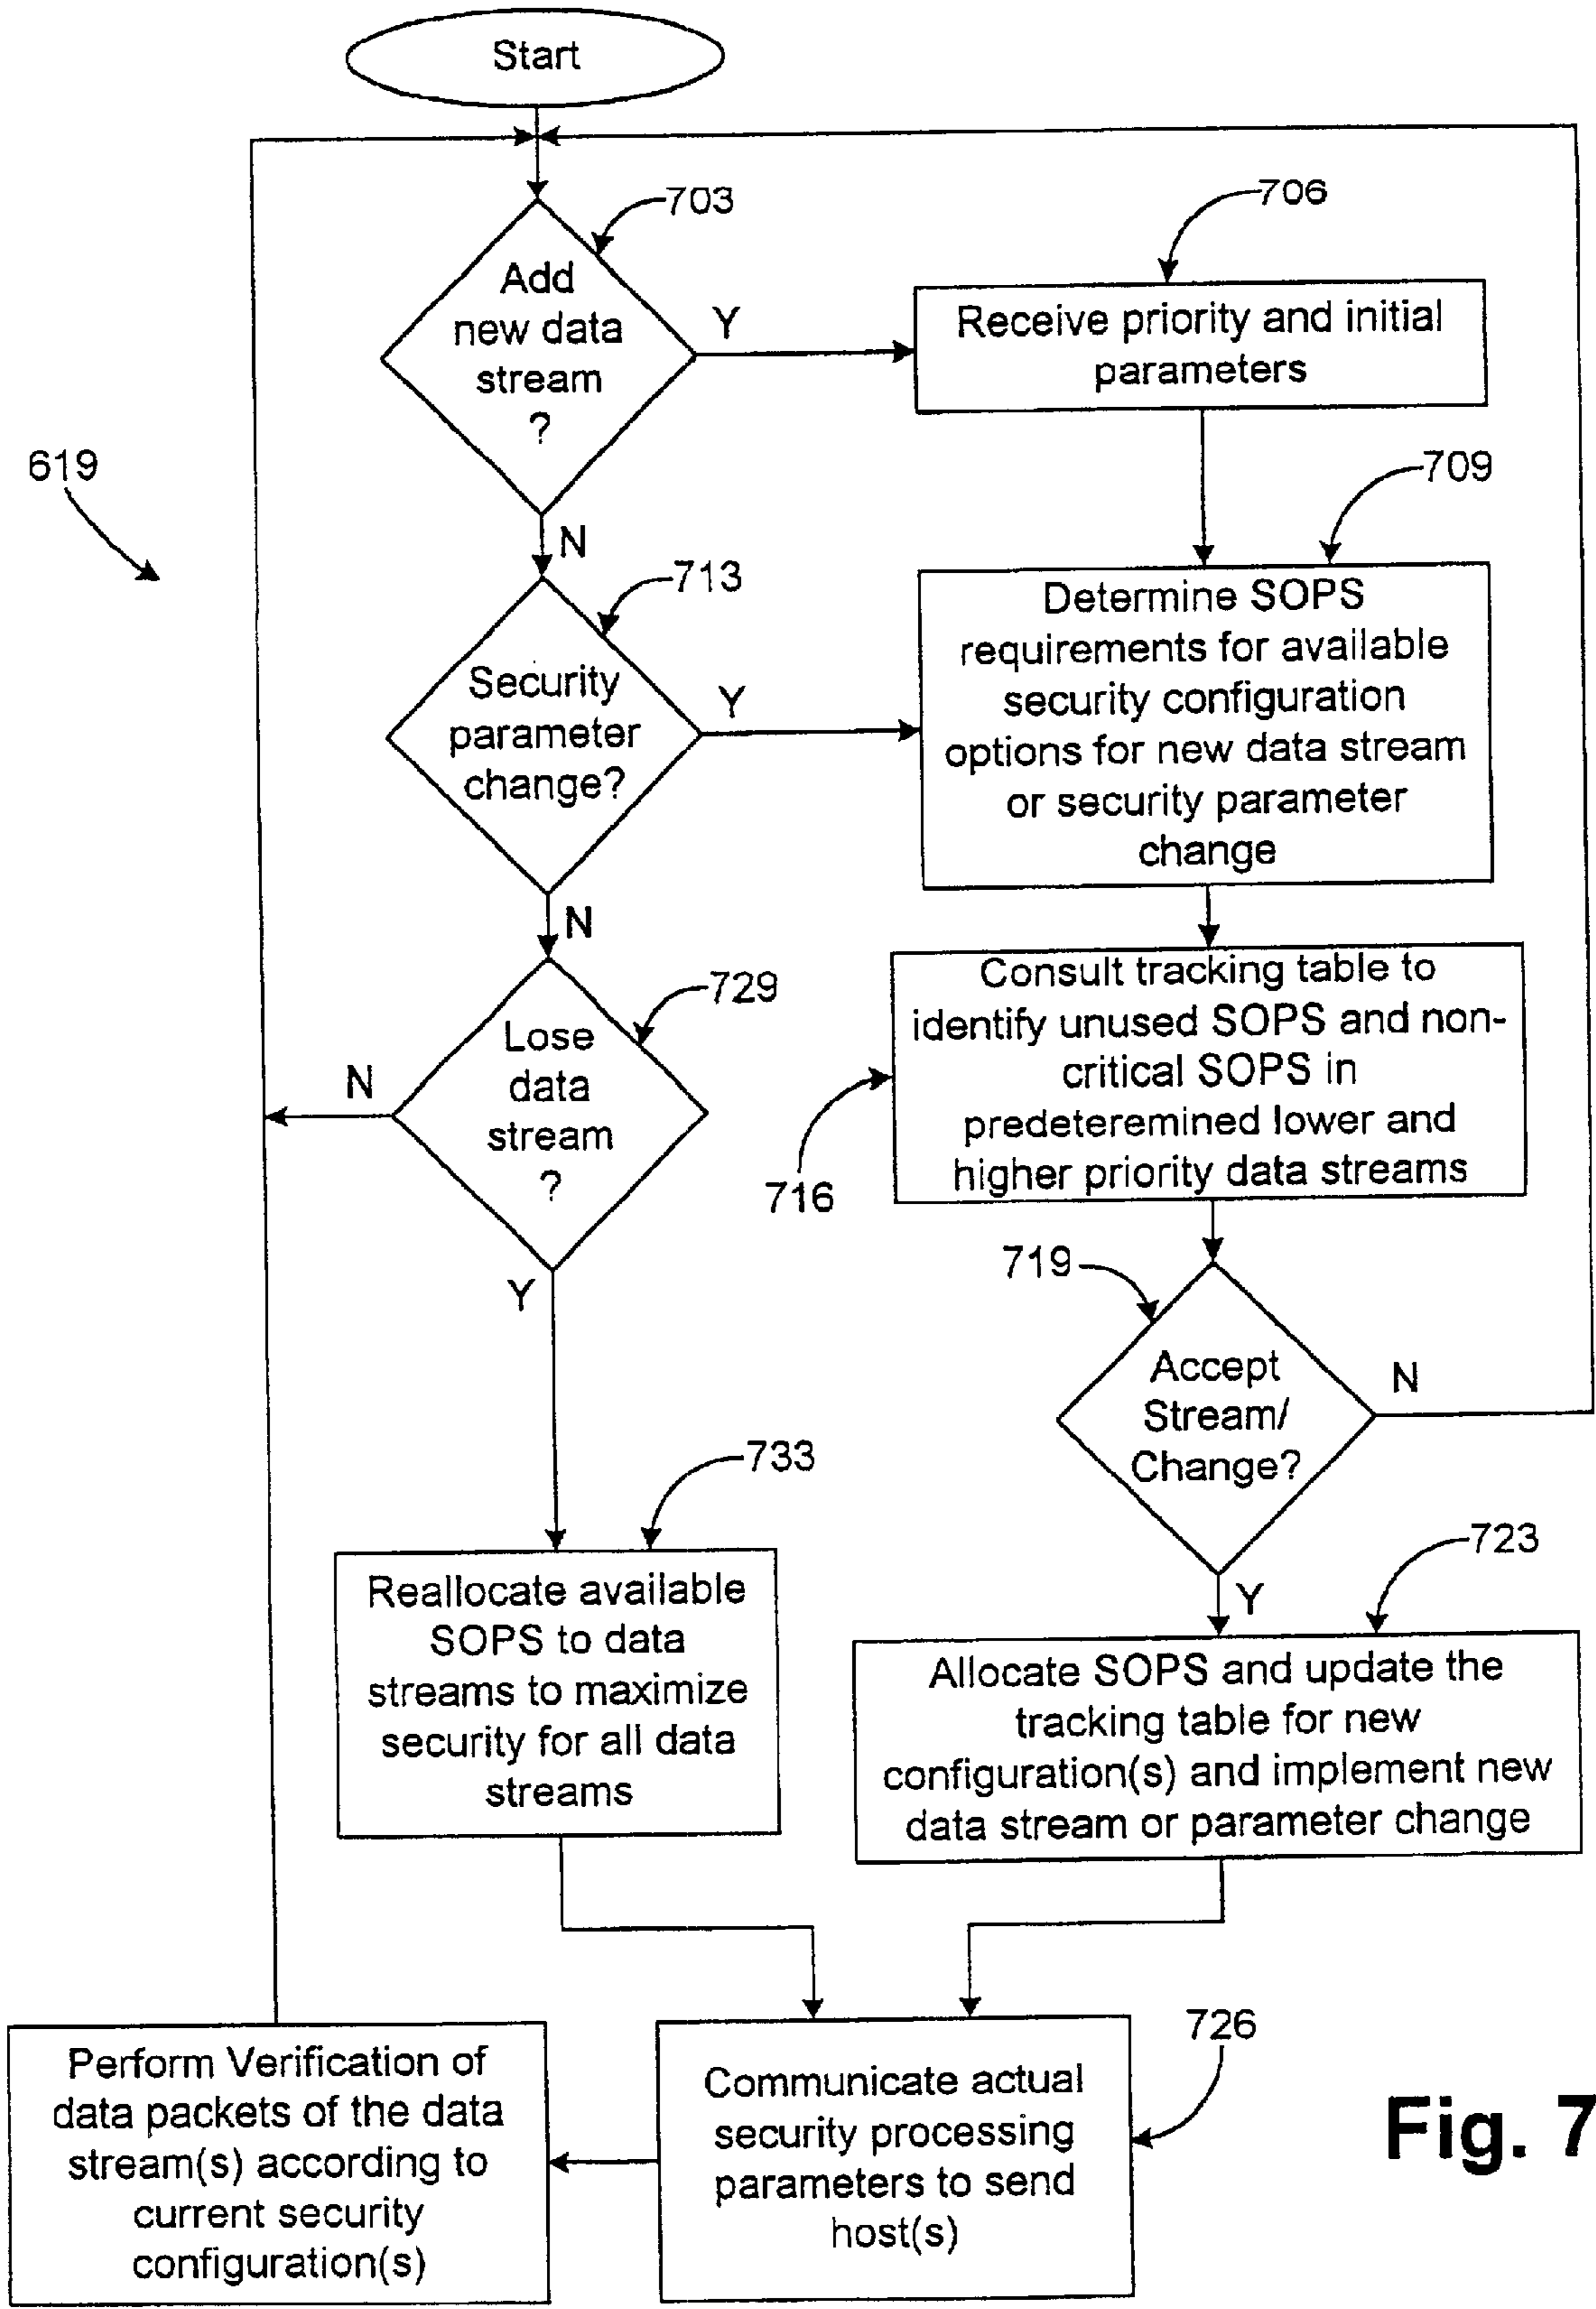 Start
703
Add
new data
stream
?
Y
706
Receive priority and initial
parameters
619
N
709
713
Security
parameter
change?
Y
Determine SOPS
requirements for available
security configuration
options for new data stream
or security parameter
change
N
729
Lose
data
stream
?
N
Y
Consult tracking table to
identify unused SOPS and non-
critical SOPS in
predeteremined lower and
higher priority data streams
716
719
Accept
Stream/
Change?
N
Y
733
Reallocate available
SOPS to data
streams to maximize
security for all data
streams
723
Allocate SOPS and update the
tracking table for new
configuration(s) and implement new
data stream or parameter change
Perform Verification of
data packets of the data
stream(s) according to
current security
configuration(s)
Communicate actual
security processing
parameters to send
host(s)
726
Fig. 7